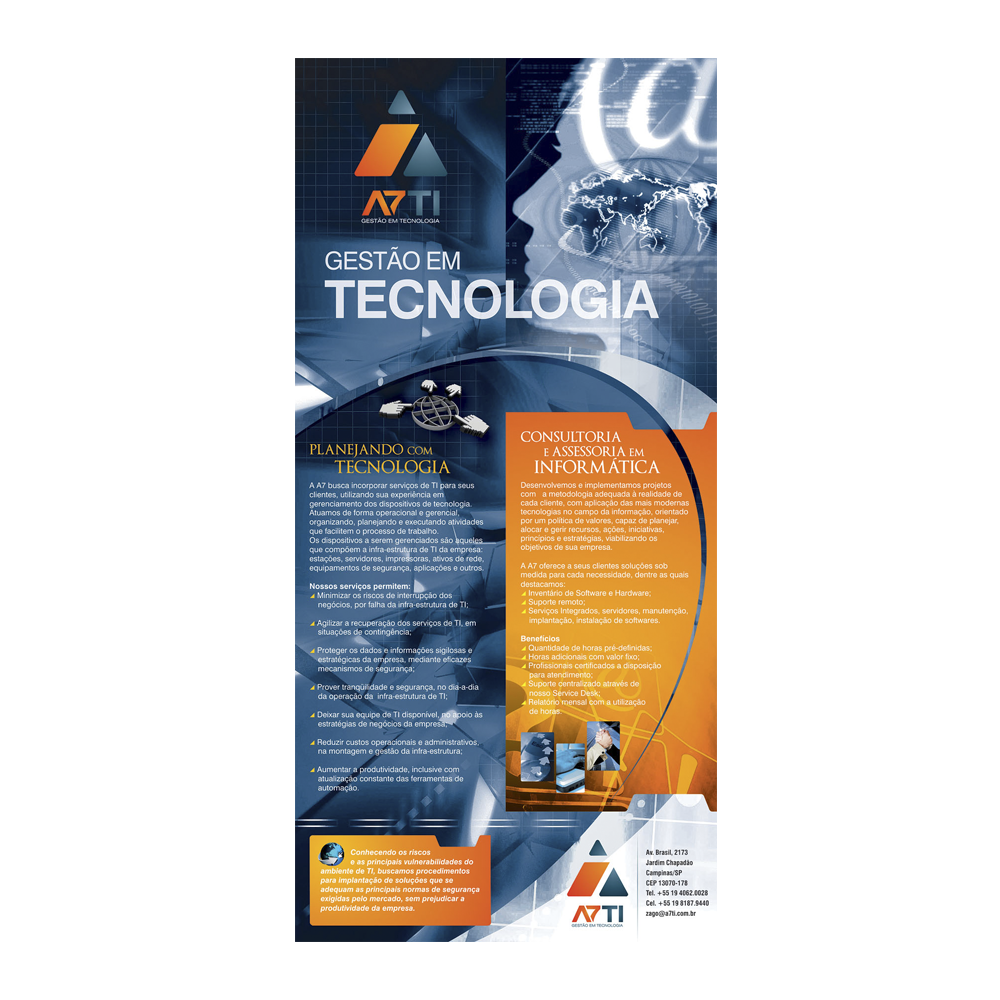 A7TI
GESTÃO EM TECNOLOGIA
GESTÃO EM
TECNOLOGIA
PLANEJANDO COM
TECNOLOGIA
A A7 busca incorporar serviços de TI para seus
clientes, utilizando sua experiência em
gerenciamento dos dispositivos de tecnologia.
Atuamos de forma operacional e gerencial,
organizando, planejando e executando atividades
que facilitem o processo de trabalho.
Os dispositivos a serem gerenciados são aqueles
que compõem a infra-estrutura de TI da empresa:
estações, servidores, impressoras, ativos de rede,
equipamentos de segurança, aplicações e outros.
Nossos serviços permitem:
Minimizar os riscos de interrupção dos
negócios, por falha da infra-estrutura de TI;
Agilizar a recuperação dos serviços de TI, em
situações de contingência;
Proteger os dados e informações sigilosas e
estratégicas da empresa, mediante eficazes
mecanismos de segurança;
Prover tranqüilidade e segurança, no dia-a-dia
da operação da infra-estrutura de TI;
Deixar sua equipe de TI disponível, no apoio às
estratégias de negócios da empresa;
Reduzir custos operacionais e administrativos,
na montagem e gestão da infra-estrutura;
Aumentar a produtividade, inclusive com
atualização constante das ferramentas de
automação.
CONSULTORIA
E ASSESSORIA EM
INFORMÁTICA
Desenvolvemos e implementamos projetos
com a metodologia adequada à realidade de
cada cliente, com aplicação das mais modernas
tecnologias no campo da informação, orientado
por um política de valores, capaz de planejar,
alocar e gerir recursos, ações, iniciativas,
princípios e estratégias, viabilizando os
objetivos de sua empresa.
A A7 oferece a seus clientes soluções sob
medida para cada necessidade, dentre as quais
destacamos:
Inventário de Software e Hardware;
Suporte remoto;
Serviços Integrados, servidores, manutenção,
implantação, instalação de softwares.
Benefícios
Quantidade de horas pré-definidas;
Horas adicionais com valor fixo;
Profissionais certificados a disposição
para atendimento;
Suporte centralizado através de
nosso Service Desk;
Relatório mensal com a utilização
de horas.
Conhecendo os riscos
e as principais vulnerabilidades do
ambiente de TI, buscamos procedimentos
para implantação de soluções que se
adequam as principais normas de segurança
exigidas pelo mercado, sem prejudicar a
produtividade da empresa.
A7TI
GESTÃO EM TECNOLOGIA
Av. Brasil, 2173
Jardim Chapadão
Campinas/SP
CEP 13070-178
Tel. +55 19 4062.0028
Cel. +55 19 8187.9440
zago@a7ti.com.br